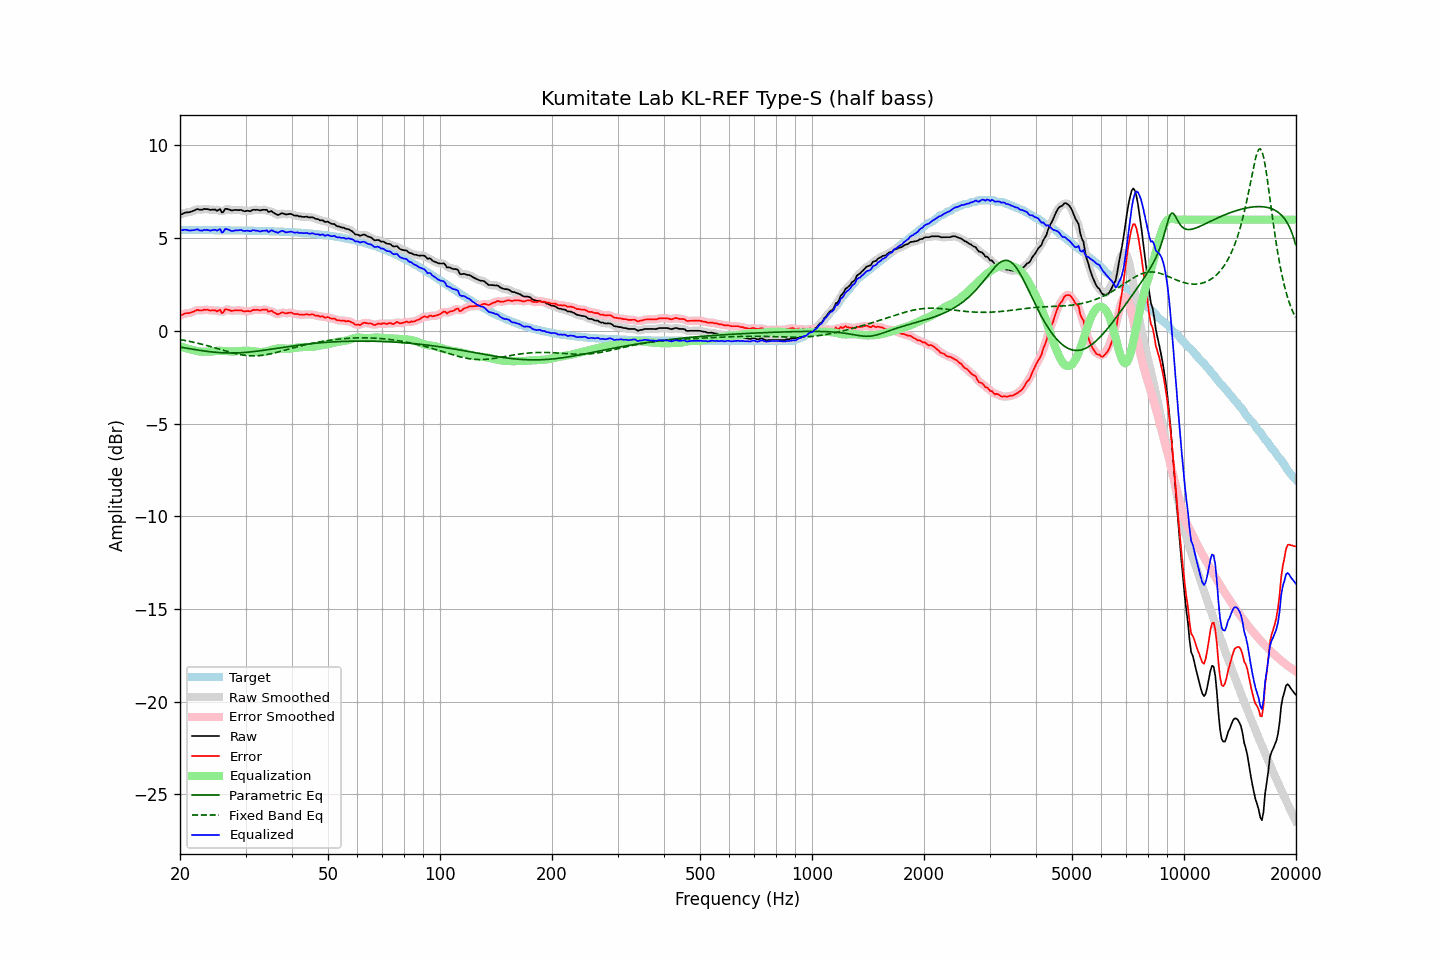 Kumitate Lab KL-REF Type-S (half bass)
Amplitude (dBr)
10
5
0
−5
−10
−15
−20
−25
Target
Raw Smoothed
Error Smoothed
Raw
Error
Equalization
Parametric Eq
Fixed Band Eq
Equalized
20 50 100 200 500 1000 2000 5000 10000 20000
Frequency (Hz)